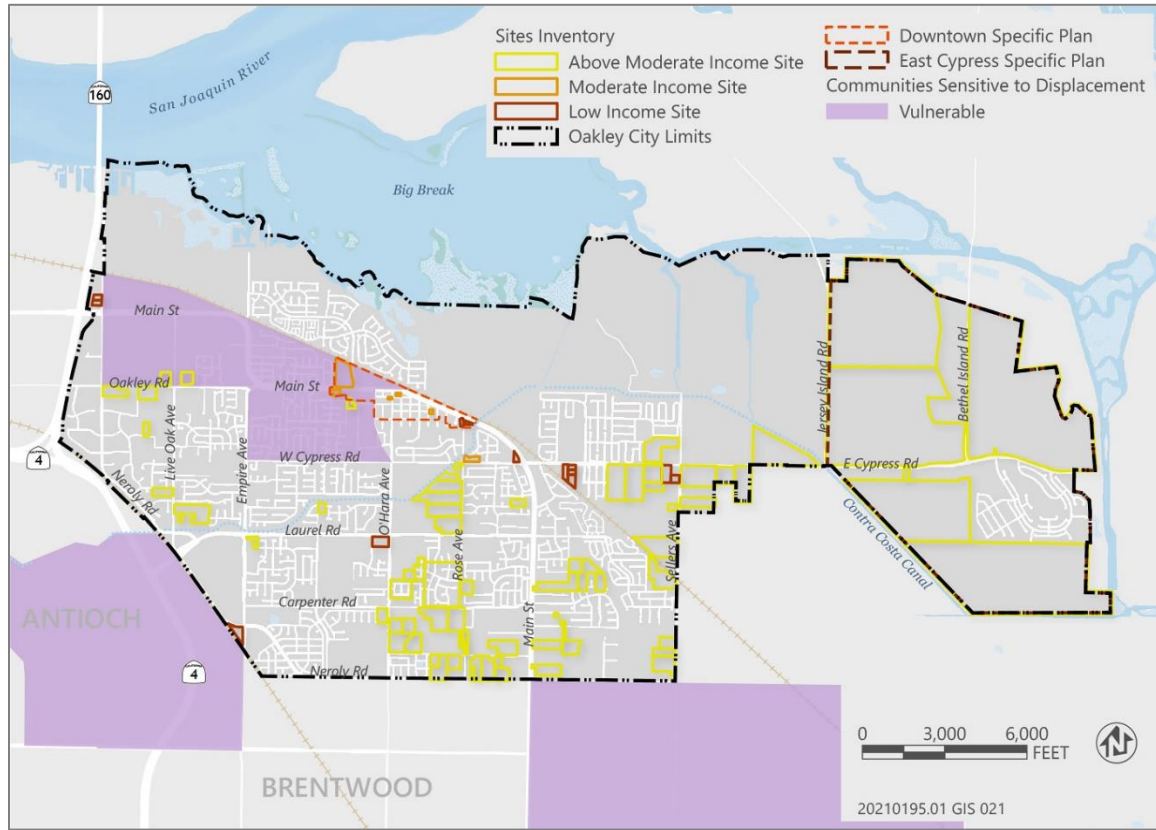 Sites Inventory
Above Moderate Income Site
Moderate Income Site
Low Income Site
Oakley City Limits
Downtown Specific Plan
East Cypress Specific Plan
Communities Sensitive to Displacement
Vulnerable
CALIFORNIA
160
San Joaquin River
Big Break
Main St
Oakley Rd
Main St
Jersey Island Rd
Bethel Island Rd
4
Live Oak Ave
Empire Ave
W Cypress Rd
E Cypress Rd
Neroly Rd
O'Hara Ave
Laurel Rd
Rose Ave
Sellers Ave
Contra Costa Canal
ANTIOCH
Carpenter Rd
Main St
4
Neroly Rd
BRENTWOOD
0 3,000 6,000
FEET
N
20210195.01 GIS 021